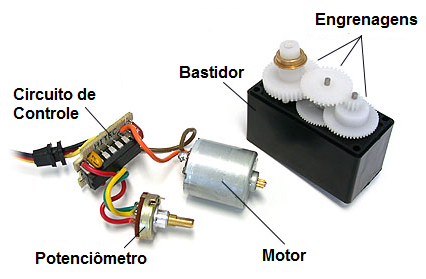 Engrenagens
Bastidor
Circuito de
Controle
Potenciômetro
Motor